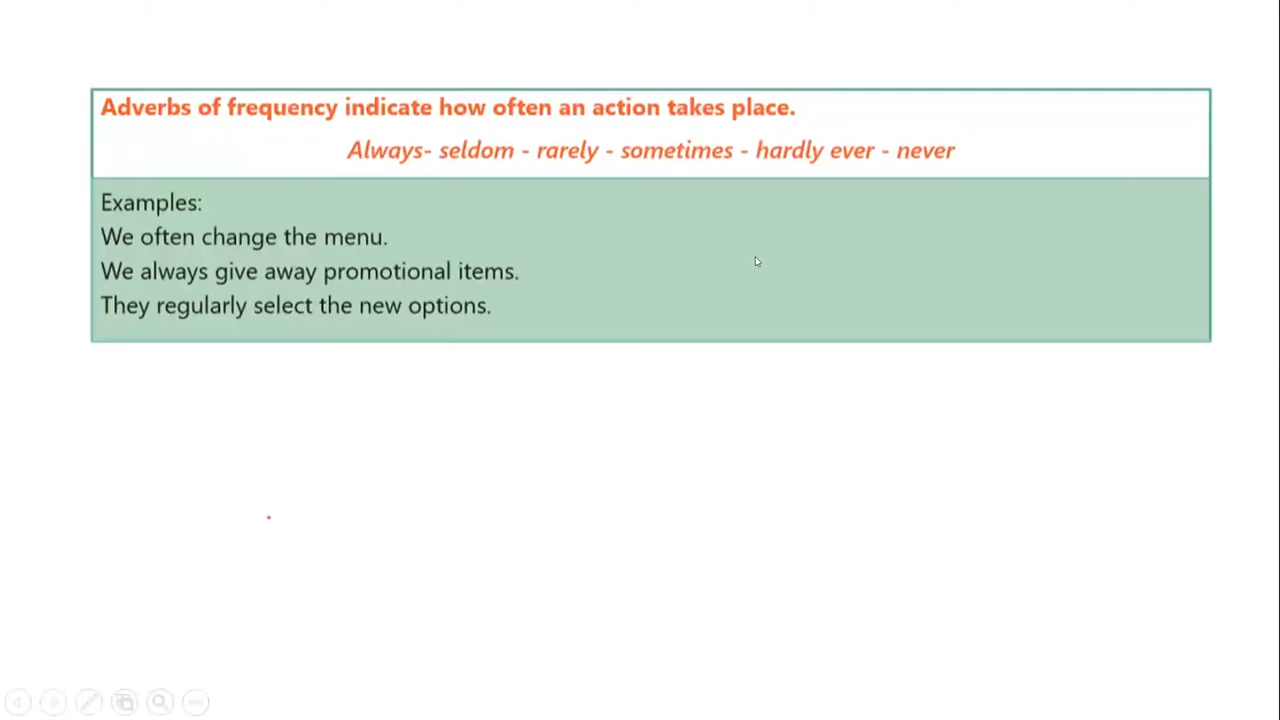 Adverbs of frequency indicate how often an action takes place.
Always- seldom - rarely - sometimes - hardly ever - never
Examples:
We often change the menu.
We always give away promotional items.
They regularly select the new options.